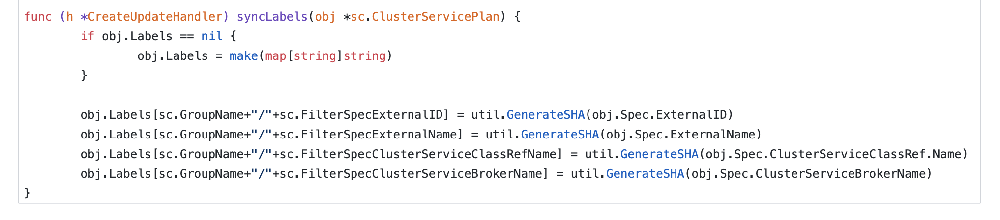 func (h *CreateUpdateHandler) syncLabels(obj *sc.ClusterServicePlan) {
        if obj.Labels == nil {
                obj.Labels = make(map[string]string)
        }

        obj.Labels[sc.GroupName+"/"+sc.FilterSpecExternalID] = util.GenerateSHA(obj.Spec.ExternalID)
        obj.Labels[sc.GroupName+"/"+sc.FilterSpecExternalName] = util.GenerateSHA(obj.Spec.ExternalName)
        obj.Labels[sc.GroupName+"/"+sc.FilterSpecClusterServiceClassRefName] = util.GenerateSHA(obj.Spec.ClusterServiceClassRef.Name)
        obj.Labels[sc.GroupName+"/"+sc.FilterSpecClusterServiceBrokerName] = util.GenerateSHA(obj.Spec.ClusterServiceBrokerName)
}